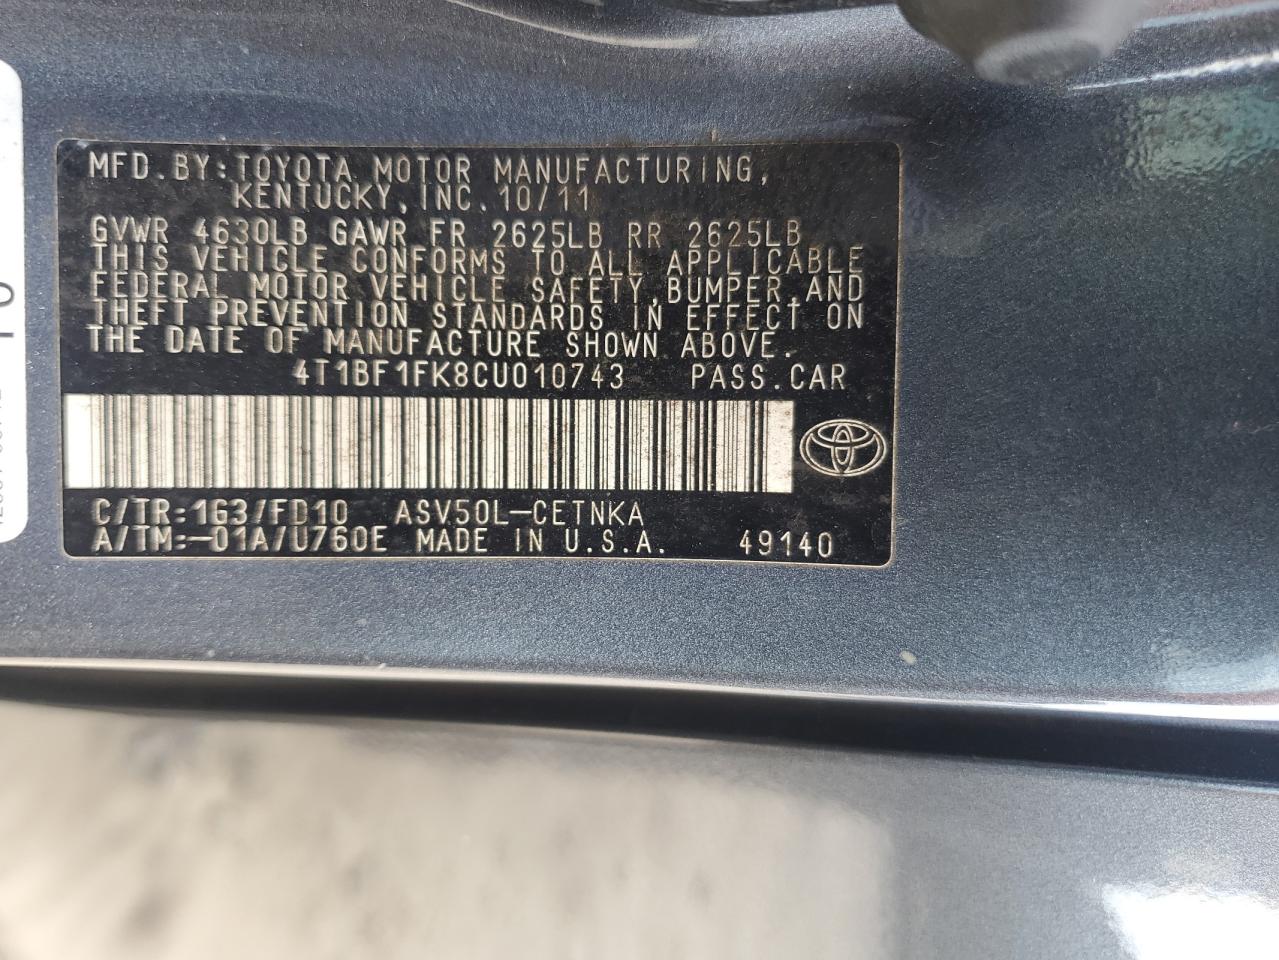 MFD. BY: TOYOTA MOTOR MANUFACTURING,
KENTUCKY, INC. 10/11
GVWR 4630LB GAWR FR 2625LB RR 2625LB
THIS VEHICLE CONFORMS TO ALL APPLICABLE
FEDERAL MOTOR VEHICLE SAFETY, BUMPER, AND
THEFT PREVENTION STANDARDS IN EFFECT ON
THE DATE OF MANUFACTURE SHOWN ABOVE.
4T1BF1FK8CU010743 PASS. CAR
C/TR: 1G3/FD10 ASV50L-CETNKA
A/TM: -01A/U760E MADE IN U.S.A. 49140